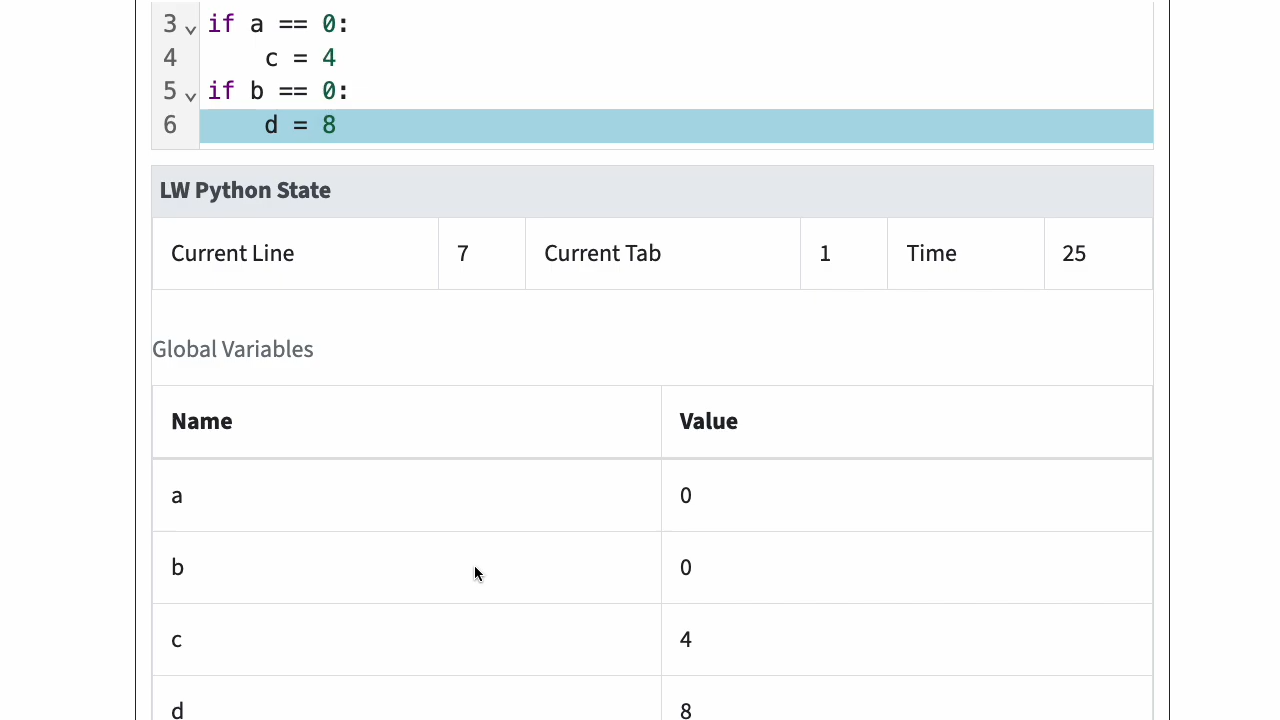 3 if a == 0:
4     c = 4
5 if b == 0:
6     d = 8
LW Python State
Current Line 7 Current Tab 1 Time 25
Global Variables
Name Value
a 0
b 0
c 4
d 8